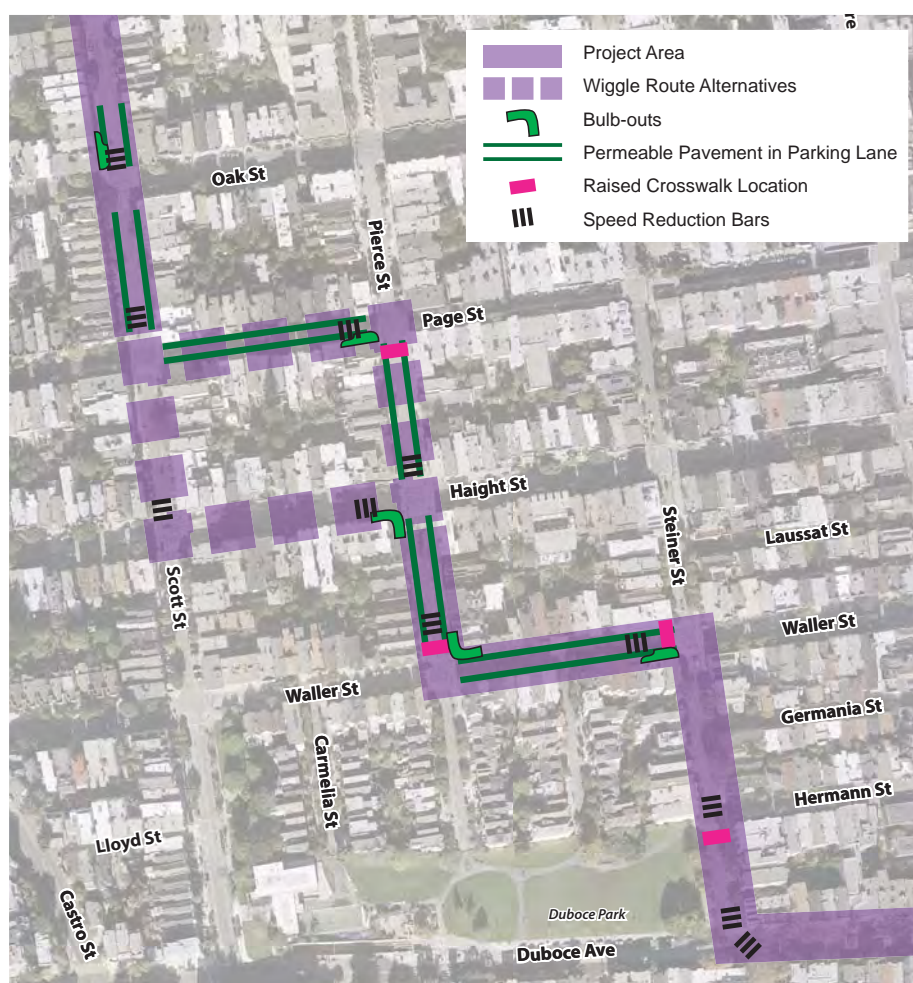 re
Project Area
Wiggle Route Alternatives
Bulb-outs
Permeable Pavement in Parking Lane
Raised Crosswalk Location
Speed Reduction Bars
Oak St
Pierce St
Page St
Haight St
Steiner St
Laussat St
Scott St
Waller St
Waller St
Germania St
Carmelia St
Hermann St
Lloyd St
Castro St
Duboce Park
Duboce Ave